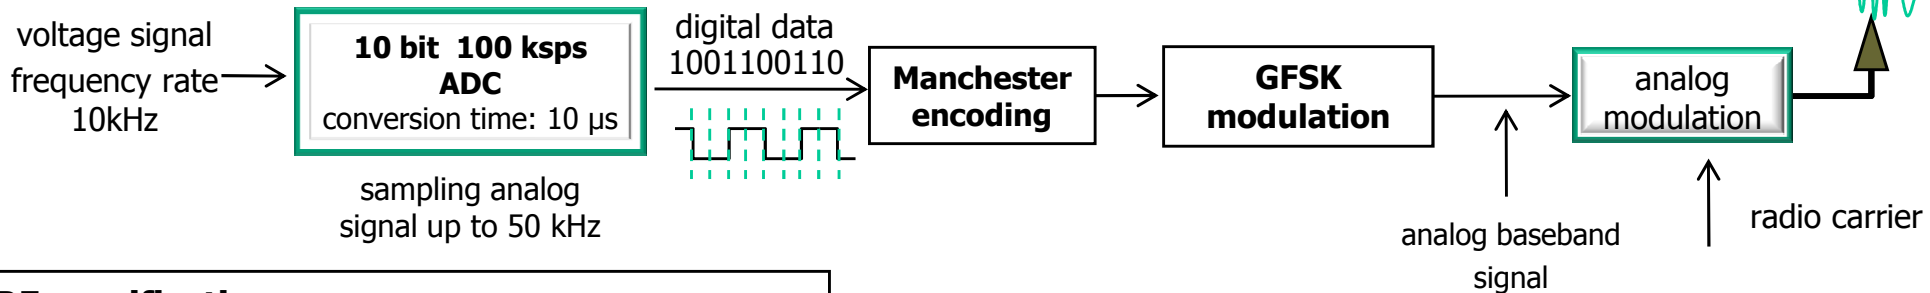 voltage signal
frequency rate
10kHz
10 bit 100 ksps
ADC
conversion time: 10 μs
sampling analog
signal up to 50 kHz
digital data
1001100110
Manchester
encoding
GFSK
modulation
analog
modulation
analog baseband
signal
radio carrier